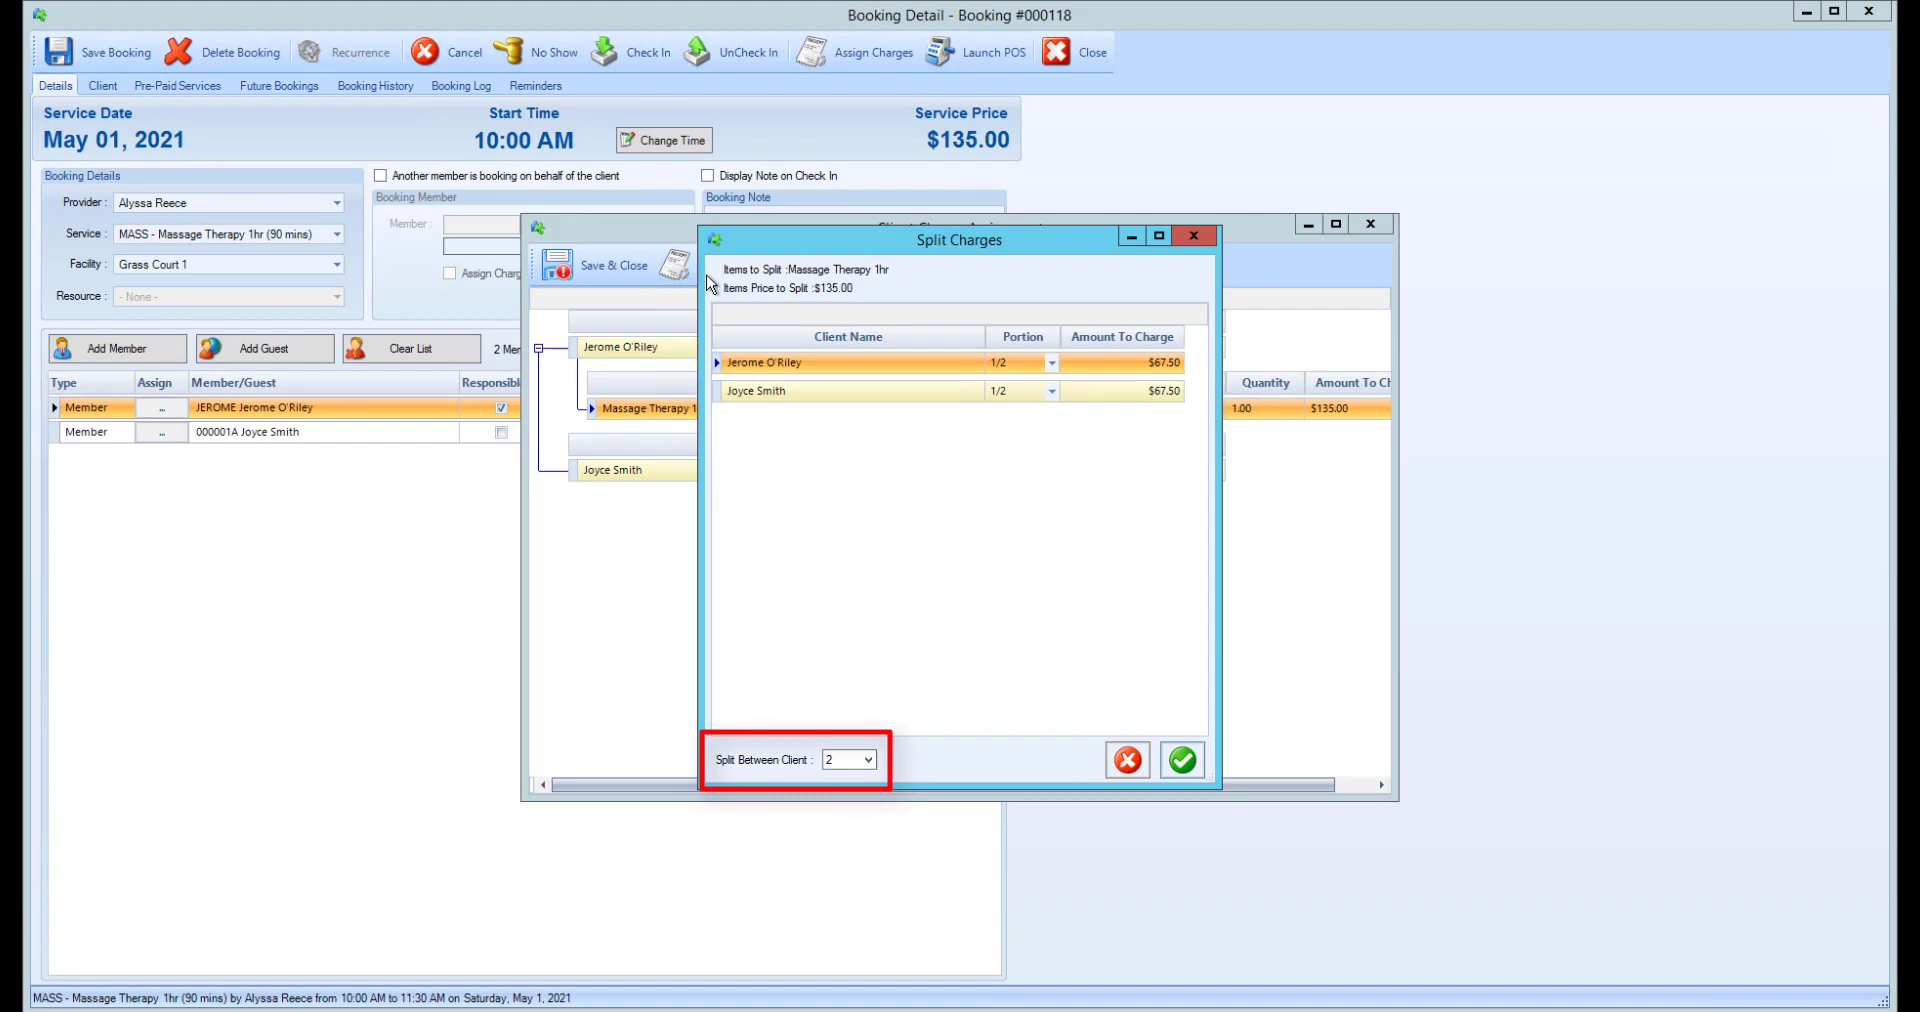 Booking Detail - Booking #000118
Save Booking Delete Booking Recurrence Cancel No Show Check In UnCheck In Assign Charges Launch POS Close
Details Client Pre-Paid Services Future Bookings Booking History Booking Log Reminders
Service Date Start Time Service Price
May 01, 2021 10:00 AM Change Time $135.00
Booking Details Another member is booking on behalf of the client Display Note on Check In
Booking Member Booking Note
Provider : Alyssa Reece
Member :
Service : MASS - Massage Therapy 1hr (90 mins)
Facility : Grass Court 1
Assign Charg
Resource : - None -
Split Charges
Save & Close
Items to Split :Massage Therapy 1hr
Items Price to Split :$135.00
Client Name Portion Amount To Charge
Jerome O'Riley 1/2 $67.50
Joyce Smith 1/2 $67.50
Add Member Add Guest Clear List 2 Mem
Type Assign Member/Guest Responsibl
Member ... JEROME Jerome O'Riley
Member ... 000001A Joyce Smith
Jerome O'Riley
Quantity Amount To Ch
Massage Therapy 1 1.00 $135.00
Joyce Smith
Split Between Client : 2
MASS - Massage Therapy 1hr (90 mins) by Alyssa Reece from 10:00 AM to 11:30 AM on Saturday, May 1, 2021